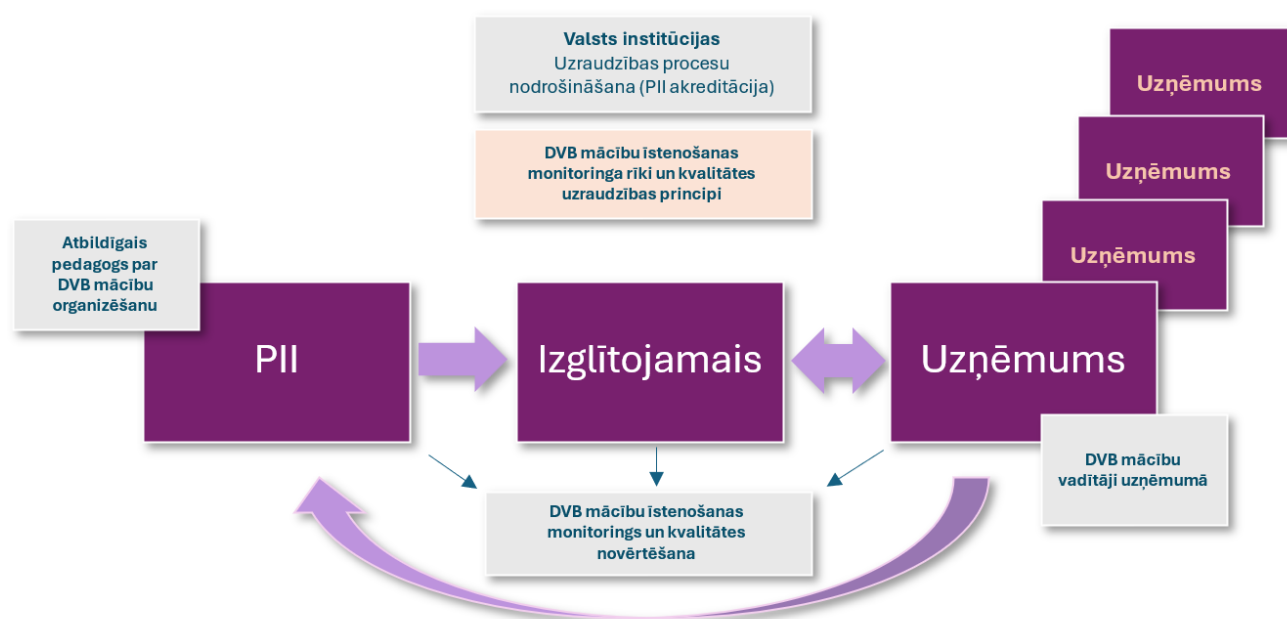 Valsts institūcijas
Uzraudzības procesu
nodrošināšana (PII akreditācija)
DVB mācību īstenošanas
monitoringa rīki un kvalitātes
uzraudzības principi
Uzņēmums
Uzņēmums
Uzņēmums
Atbildīgais
pedagogs par
DVB mācību
organizēšanu
PII
Izglītojamais
Uzņēmums
DVB mācību
vadītāji uzņēmumā
DVB mācību īstenošanas
monitorings un kvalitātes
novērtēšana